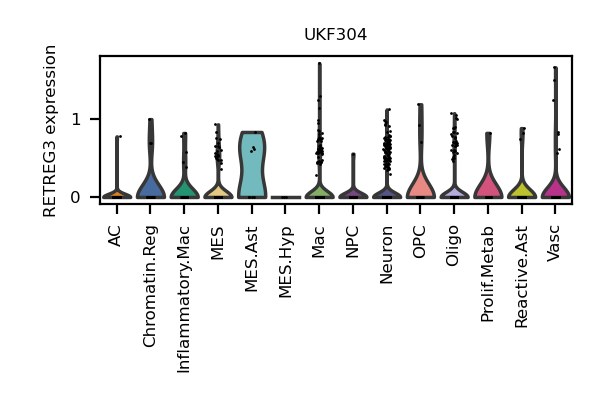 UKF304
RETREG3 expression
1
0
AC
Chromatin.Reg
Inflammatory.Mac
MES
MES.Ast
MES.Hyp
Mac
NPC
Neuron
OPC
Oligo
Prolif.Metab
Reactive.Ast
Vasc